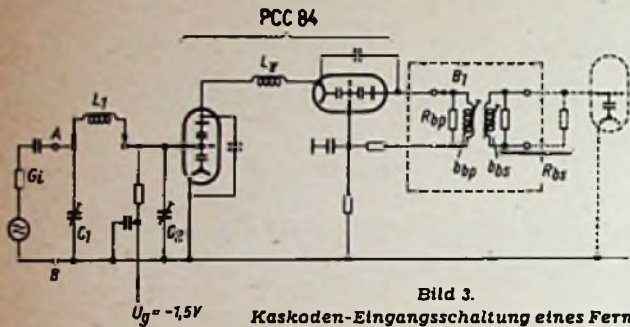 PCC 84
L1
Lv
B1
A
Gi
Rbp
bbp
bbs
Rbs
C1
C2
B
Ug = -1,5V
Bild 3.
Kaskoden-Eingangsschaltung eines Fern